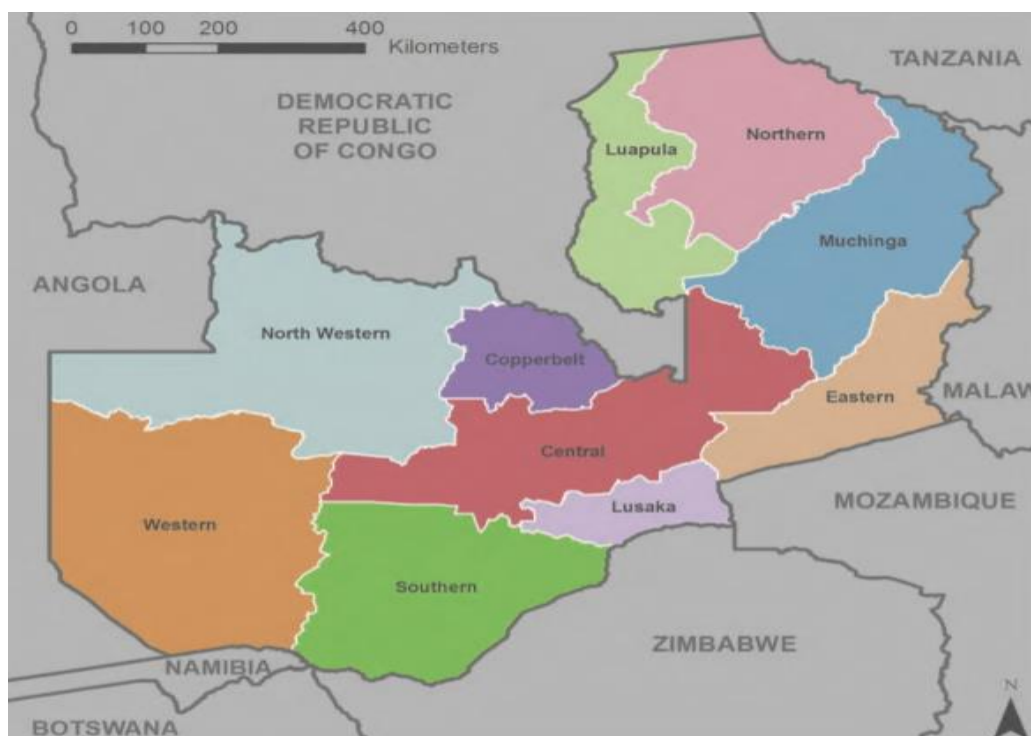 0 100 200 400
Kilometers
TANZANIA
DEMOCRATIC
REPUBLIC
OF CONGO
Northern
Luapula
Muchinga
ANGOLA
North Western
Copperbelt
Eastern
MALAW
Central
MOZAMBIQUE
Lusaka
Western
Southern
ZIMBABWE
NAMIBIA
N
BOTSWANA